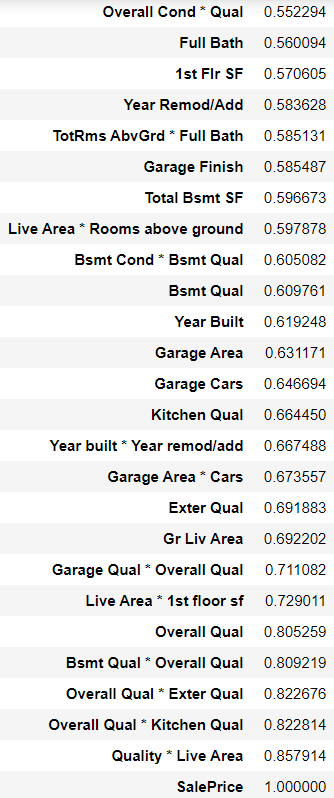 Overall Cond * Qual 0.552294
Full Bath 0.560094
1st Flr SF 0.570605
Year Remod/Add 0.583628
TotRms AbvGrd * Full Bath 0.585131
Garage Finish 0.585487
Total Bsmt SF 0.596673
Live Area * Rooms above ground 0.597878
Bsmt Cond * Bsmt Qual 0.605082
Bsmt Qual 0.609761
Year Built 0.619248
Garage Area 0.631171
Garage Cars 0.646694
Kitchen Qual 0.664450
Year built * Year remod/add 0.667488
Garage Area * Cars 0.673557
Exter Qual 0.691883
Gr Liv Area 0.692202
Garage Qual * Overall Qual 0.711082
Live Area * 1st floor sf 0.729011
Overall Qual 0.805259
Bsmt Qual * Overall Qual 0.809219
Overall Qual * Exter Qual 0.822676
Overall Qual * Kitchen Qual 0.822814
Quality * Live Area 0.857914
SalePrice 1.000000